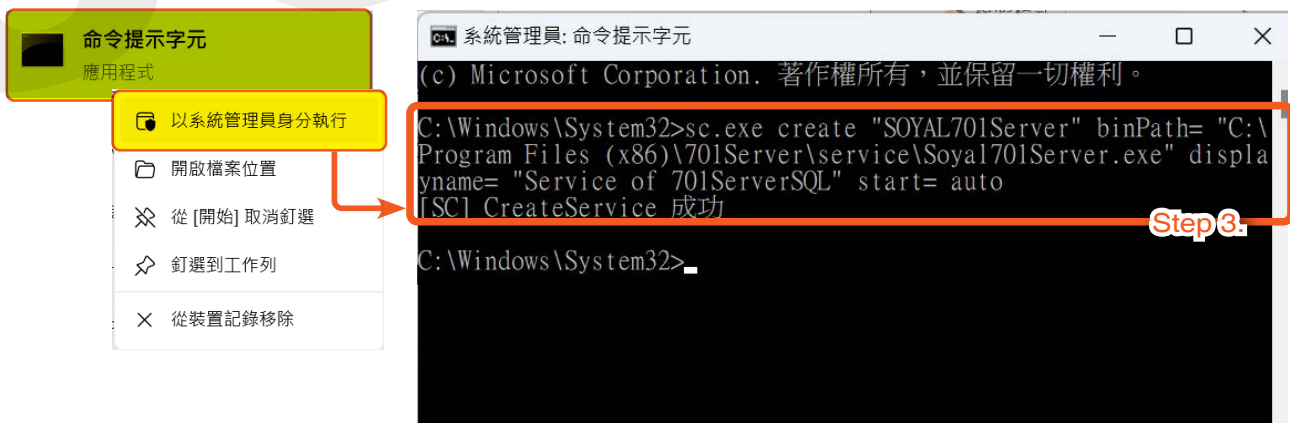 命令提示字元
應用程式
以系統管理員身分執行
開啟檔案位置
從 [開始] 取消釘選
釘選到工作列
從裝置記錄移除
系統管理員: 命令提示字元
(c) Microsoft Corporation. 著作權所有，並保留一切權利。
C:\Windows\System32>sc.exe create "SOYAL701Server" binPath= "C:\
Program Files (x86)\701Server\service\Soyal701Server.exe" displa
yname= "Service of 701ServerSQL" start= auto
[SC] CreateService 成功
Step 3.
C:\Windows\System32>